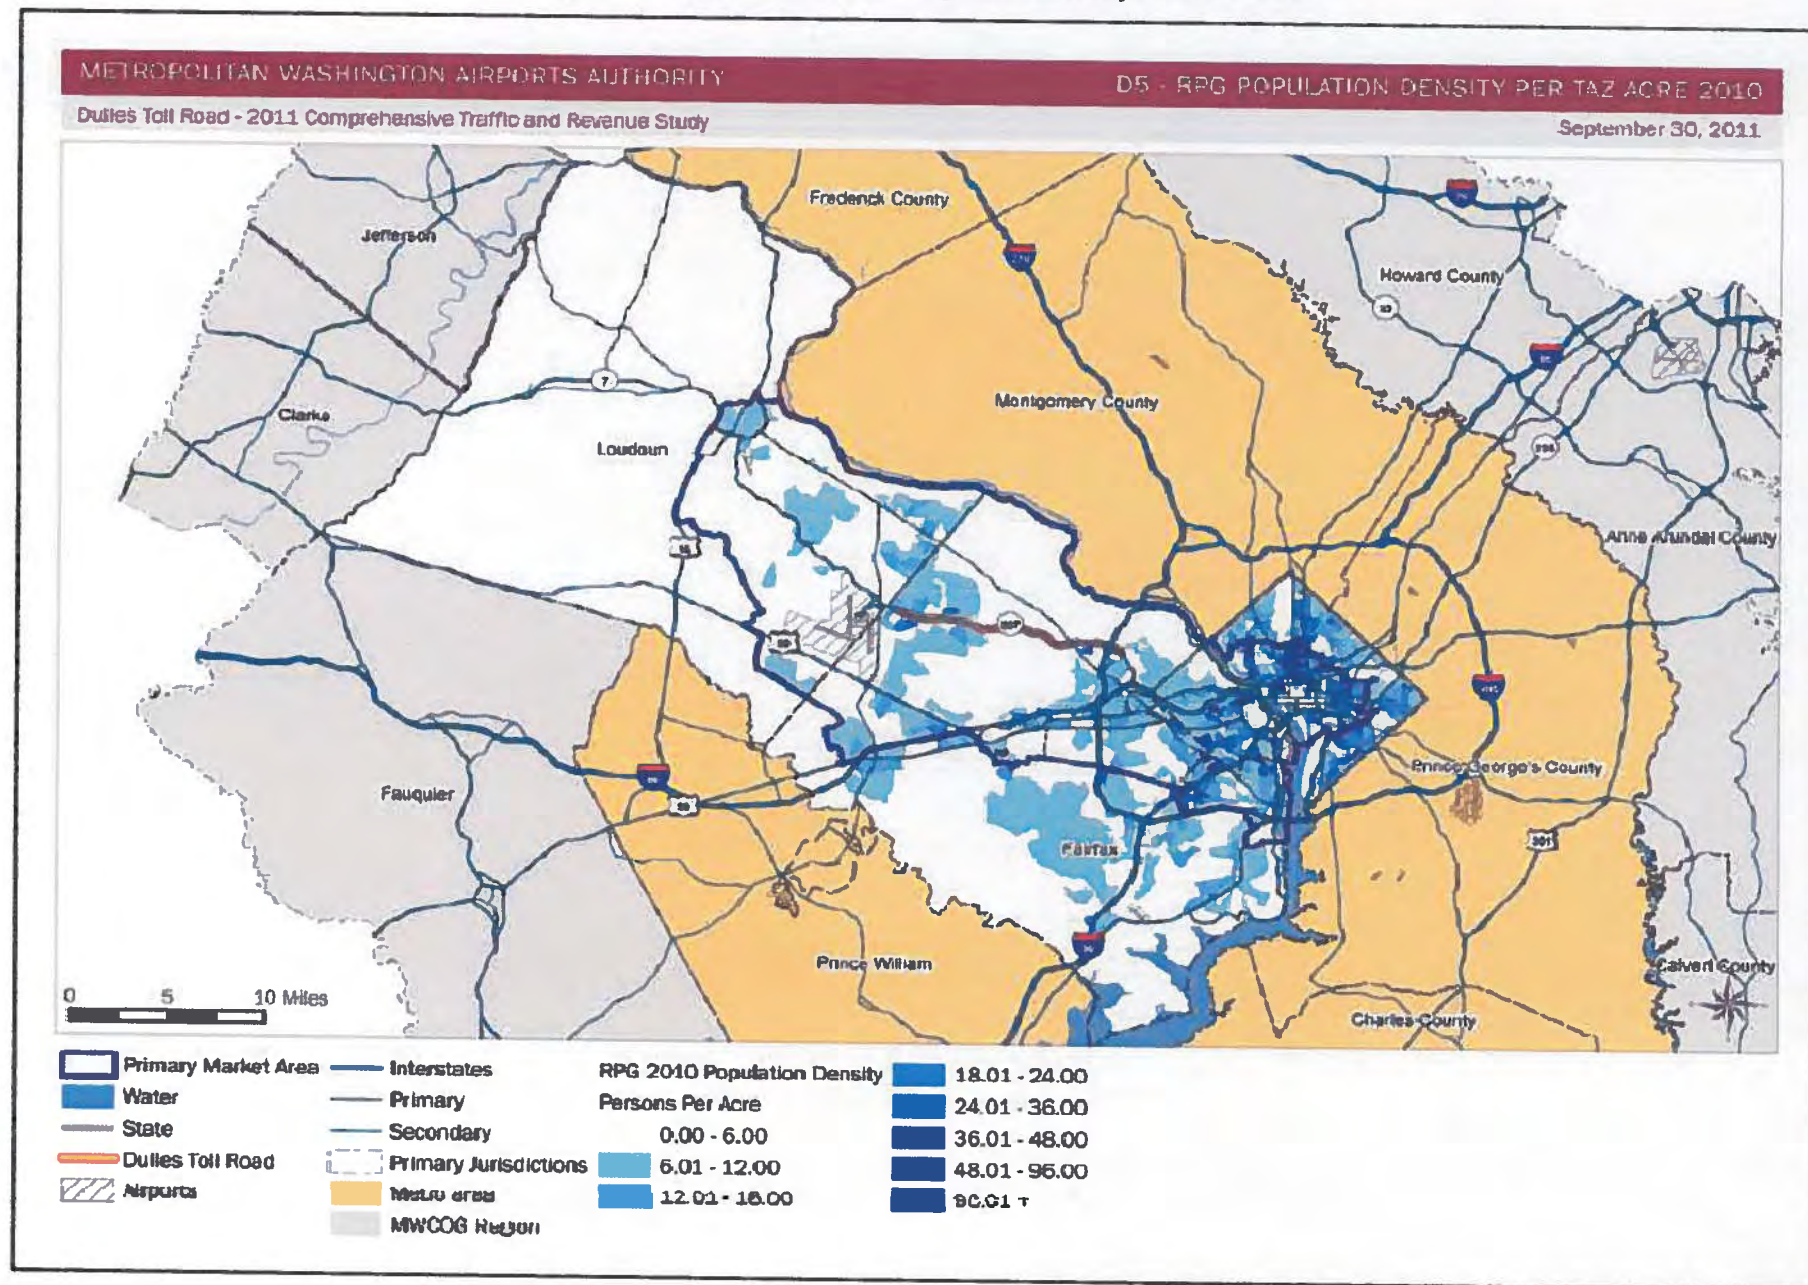 METROPOLITAN WASHINGTON AIRPORTS AUTHORITY
D5 - RPG POPULATION DENSITY PER TAZ ACRE 2010
Dulles Toll Road - 2011 Comprehensive Traffic and Revenue Study
September 30, 2011
Frederick County
Jefferson
Howard County
Clarke
7
Montgomery County
Loudoun
Anne Arundel County
Prince George's County
Fauquier
301
Fairfax
Prince William
Calvert County
Charles County
0 5 10 Miles
Primary Market Area
Water
State
Dulles Toll Road
Airports
Interstates
Primary
Secondary
Primary Jurisdictions
Metro area
MWCOG Region
RPG 2010 Population Density
Persons Per Acre
0.00 - 6.00
6.01 - 12.00
12.01 - 18.00
18.01 - 24.00
24.01 - 36.00
36.01 - 48.00
48.01 - 96.00
96.01 +